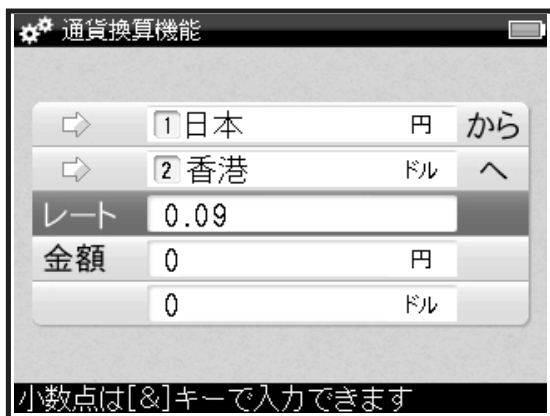 通貨換算機能
1 日本 円 から
2 香港 ドル へ
レート 0.09
金額 0 円
0 ドル
小数点は[&]キーで入力できます